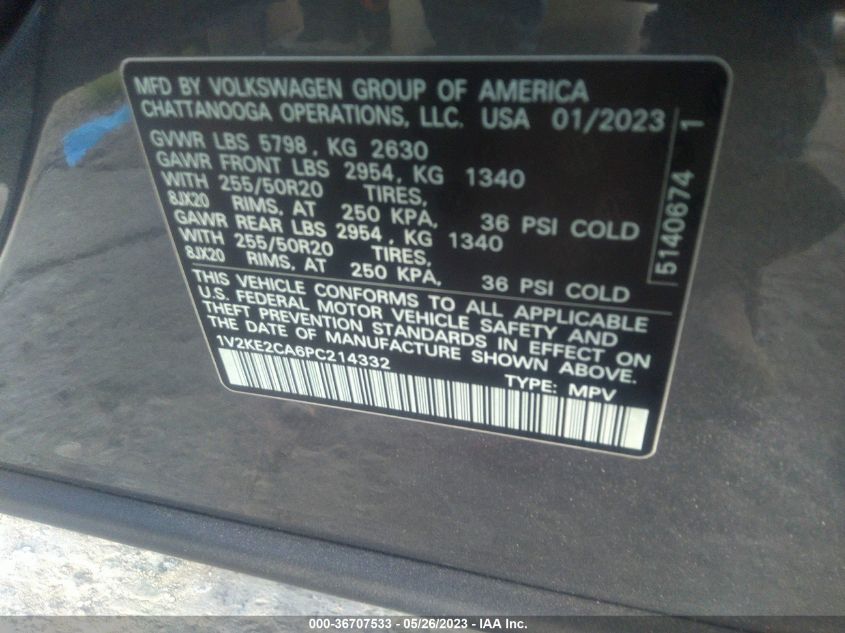 MFD BY VOLKSWAGEN GROUP OF AMERICA
CHATTANOOGA OPERATIONS, LLC. USA 01/2023
GVWR LBS 5798, KG 2630
GAWR FRONT LBS 2954, KG 1340
WITH 255/50R20 TIRES,
8JX20 RIMS, AT 250 KPA, 36 PSI COLD
GAWR REAR LBS 2954, KG 1340
WITH 255/50R20 TIRES,
8JX20 RIMS, AT 250 KPA, 36 PSI COLD
THIS VEHICLE CONFORMS TO ALL APPLICABLE
U.S. FEDERAL MOTOR VEHICLE SAFETY AND
THEFT PREVENTION STANDARDS IN EFFECT ON
THE DATE OF MANUFACTURE SHOWN ABOVE.
1V2KE2CA6PC214332
TYPE: MPV
5140674 1
000-36707533 - 05/26/2023 - IAA Inc.